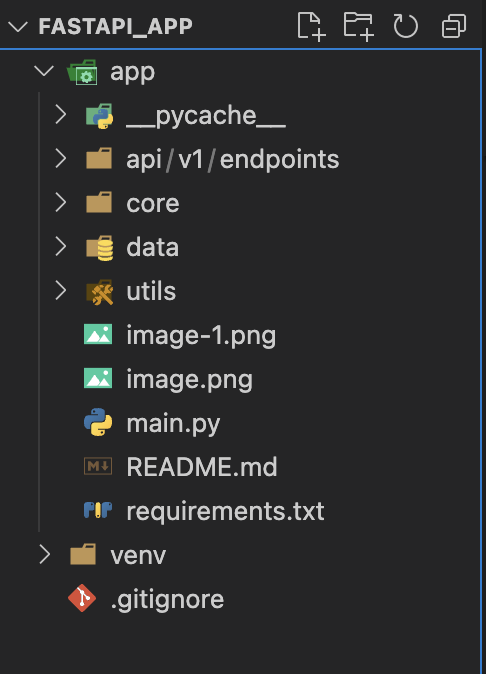 FASTAPI_APP
app
__pycache__
api/v1/endpoints
core
data
utils
image-1.png
image.png
main.py
M↓ README.md
requirements.txt
venv
.gitignore